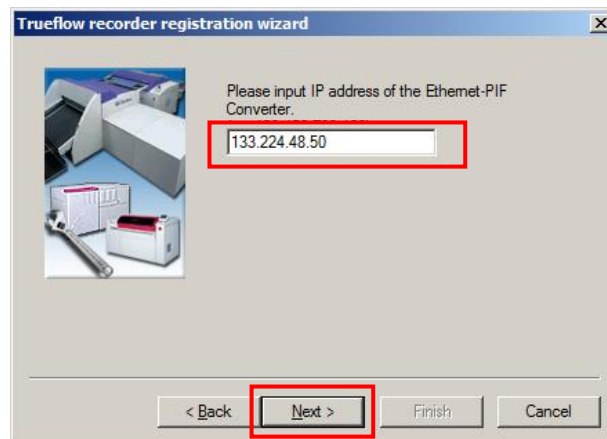 Trueflow recorder registration wizard
Please input IP address of the Ethernet-PIF
Converter.
133.224.48.50
< Back
Next >
Finish
Cancel